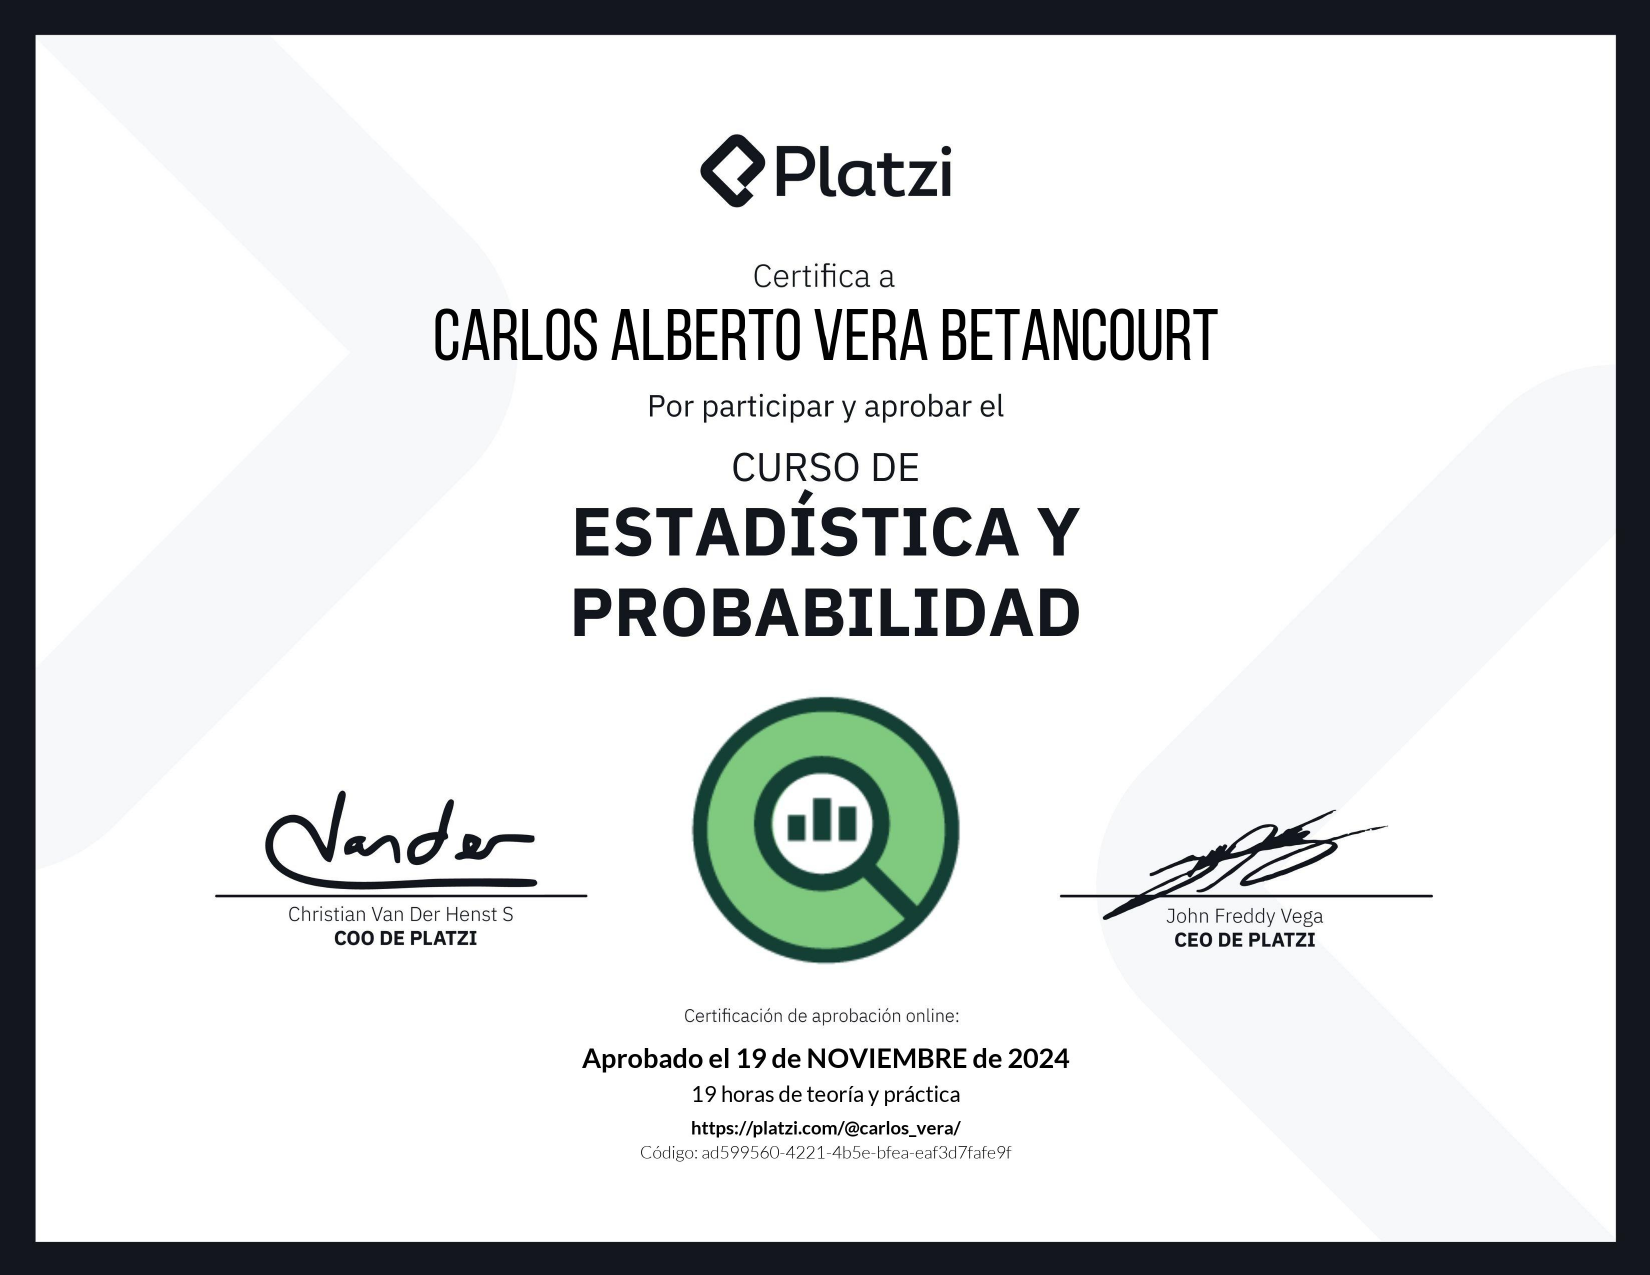 Platzi
Certifica a
CARLOS ALBERTO VERA BETANCOURT
Por participar y aprobar el
CURSO DE
ESTADÍSTICA Y
PROBABILIDAD
Vander
Christian Van Der Henst S
COO DE PLATZI
John Freddy Vega
CEO DE PLATZI
Certificación de aprobación online:
Aprobado el 19 de NOVIEMBRE de 2024
19 horas de teoría y práctica
https://platzi.com/@carlos_vera/
Código: ad599560-4221-4b5e-bfea-eaf3d7fafe9f